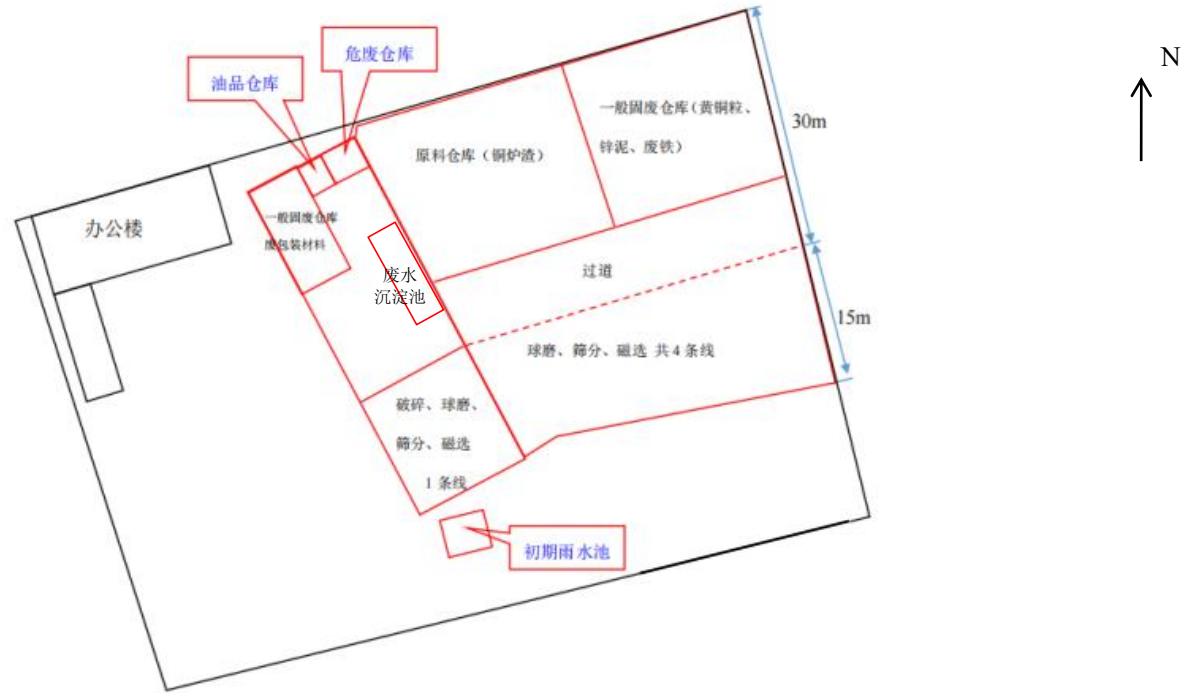 N
危废仓库
油品仓库
一般固废仓库（黄铜粒、
锌泥、废铁）
30m
原料仓库（铜炉渣）
办公楼
一般固废仓库
废包装材料
废水
沉淀池
过道
15m
球磨、筛分、磁选 共4条线
破碎、球磨、
筛分、磁选
1 条线
初期雨水池